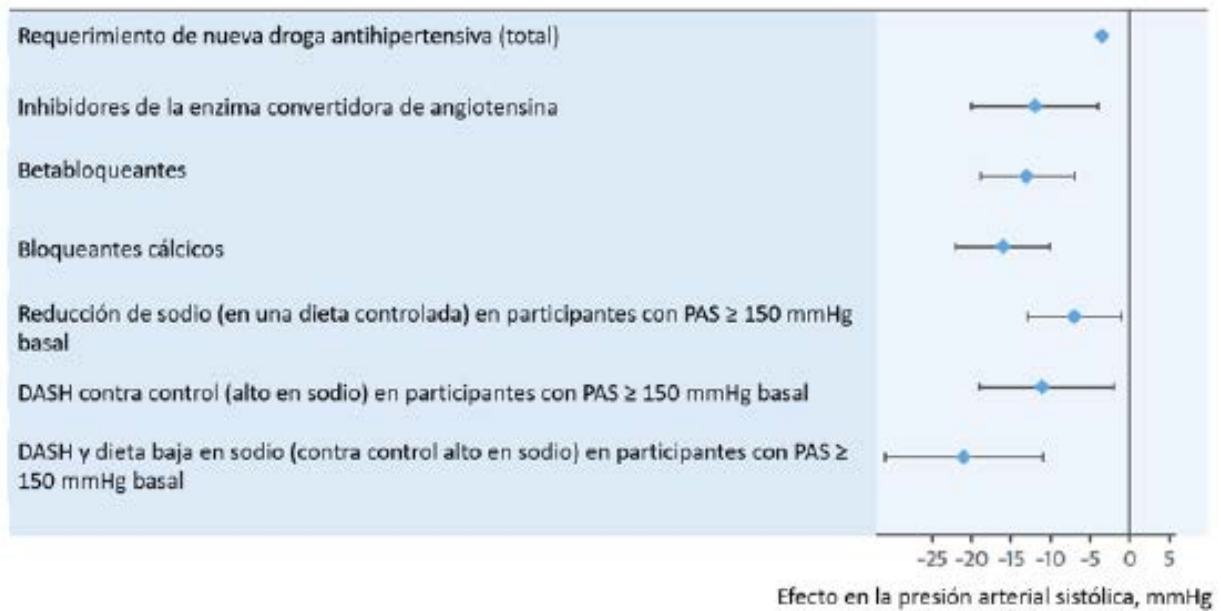 Requerimiento de nueva droga antihipertensiva (total)
Inhibidores de la enzima convertidora de angiotensina
Betabloqueantes
Bloqueantes cálcicos
Reducción de sodio (en una dieta controlada) en participantes con PAS ≥ 150 mmHg
basal
DASH contra control (alto en sodio) en participantes con PAS ≥ 150 mmHg basal
DASH y dieta baja en sodio (contra control alto en sodio) en participantes con PAS ≥
150 mmHg basal
-25 -20 -15 -10 -5 0 5
Efecto en la presión arterial sistólica, mmHg